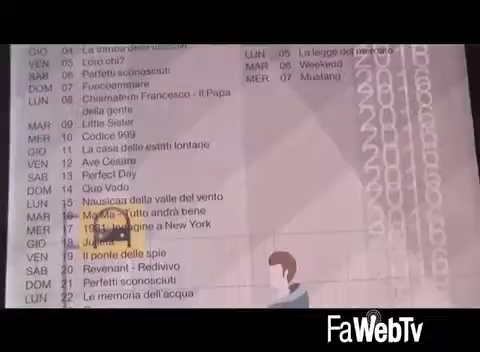 GIO 04 La tomba delle lucciole
VEN 05 Loro chi?
SAB 06 Perfetti sconosciuti
DOM 07 Fuocoammare
LUN 08 Chiamatemi Francesco - Il Papa
della gente
MAR 09 Little Sister
MER 10 Codice 999
GIO 11 La casa delle estati lontane
VEN 12 Ave Cesare
SAB 13 Perfect Day
DOM 14 Quo Vado
LUN 15 Nausicaa della valle del vento
MAR 16 Ma Ma - Tutto andrà bene
MER 17 1981: Indagine a New York
GIO 18 Julieta
VEN 19 Il ponte delle spie
SAB 20 Revenant - Redivivo
DOM 21 Perfetti sconosciuti
LUN 22 Le memoria dell'acqua
LUN 05 La legge del mercato
MAR 06 Weekend
MER 07 Mustang
FaWebTv